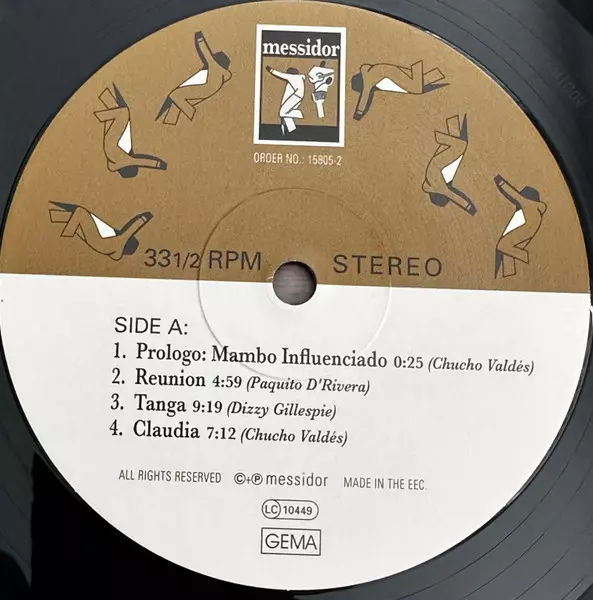 messidor
ORDER NO.: 15805-2
33 1/2 RPM STEREO
SIDE A:
1. Prologo: Mambo Influenciado 0:25 (Chucho Valdés)
2. Reunion 4:59 (Paquito D'Rivera)
3. Tanga 9:19 (Dizzy Gillespie)
4. Claudia 7:12 (Chucho Valdés)
ALL RIGHTS RESERVED ©+℗ messidor MADE IN THE EEC.
LC 10449
GEMA